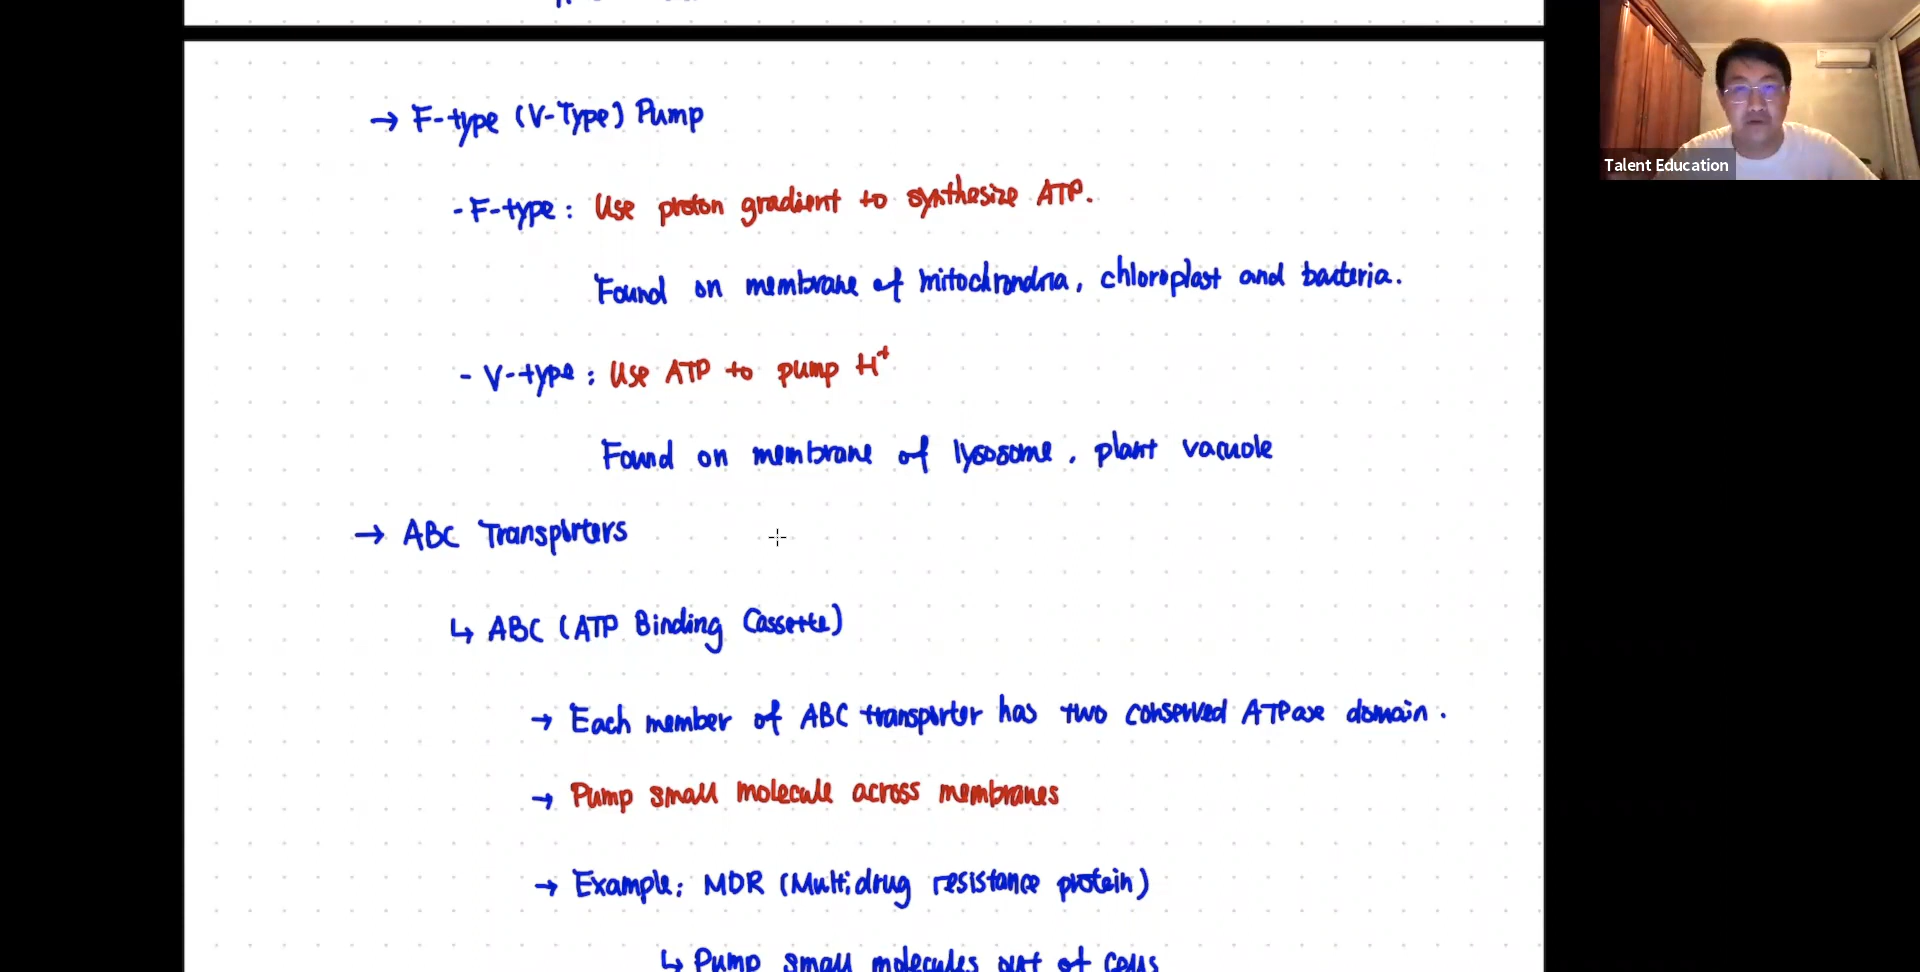 → F-type (V-Type) Pump
- F-type: Use proton gradient to synthesize ATP.
Found on membrane of mitochondria, chloroplast and bacteria.
- V-type: Use ATP to pump H⁺
Found on membrane of lysosome, plant vacuole
→ ABC Transporters
↳ ABC (ATP Binding Cassette)
→ Each member of ABC transporter has two conserved ATPase domain.
→ Pump small molecule across membranes
→ Example: MDR (Multidrug resistance protein)
↳ Pump small molecules out of cells
Talent Education